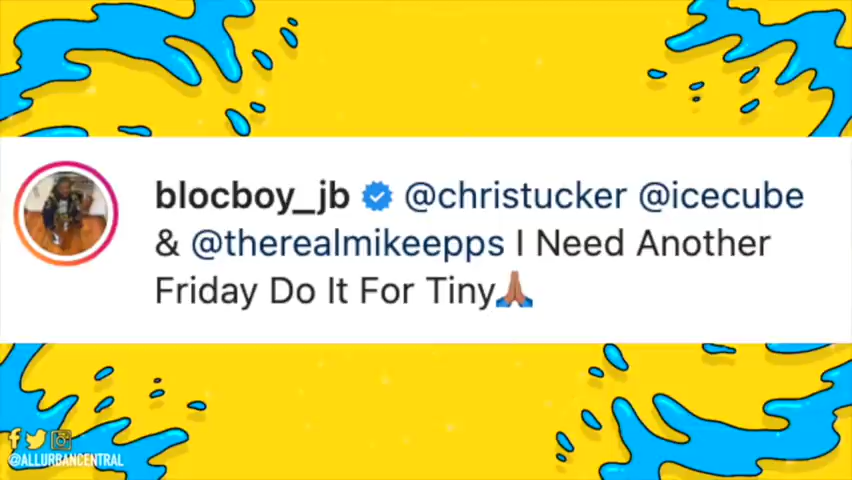 blocboy_jb @christucker @icecube
& @therealmikeepps I Need Another
Friday Do It For Tiny🙏🏾
@ALLURBANCENTRAL